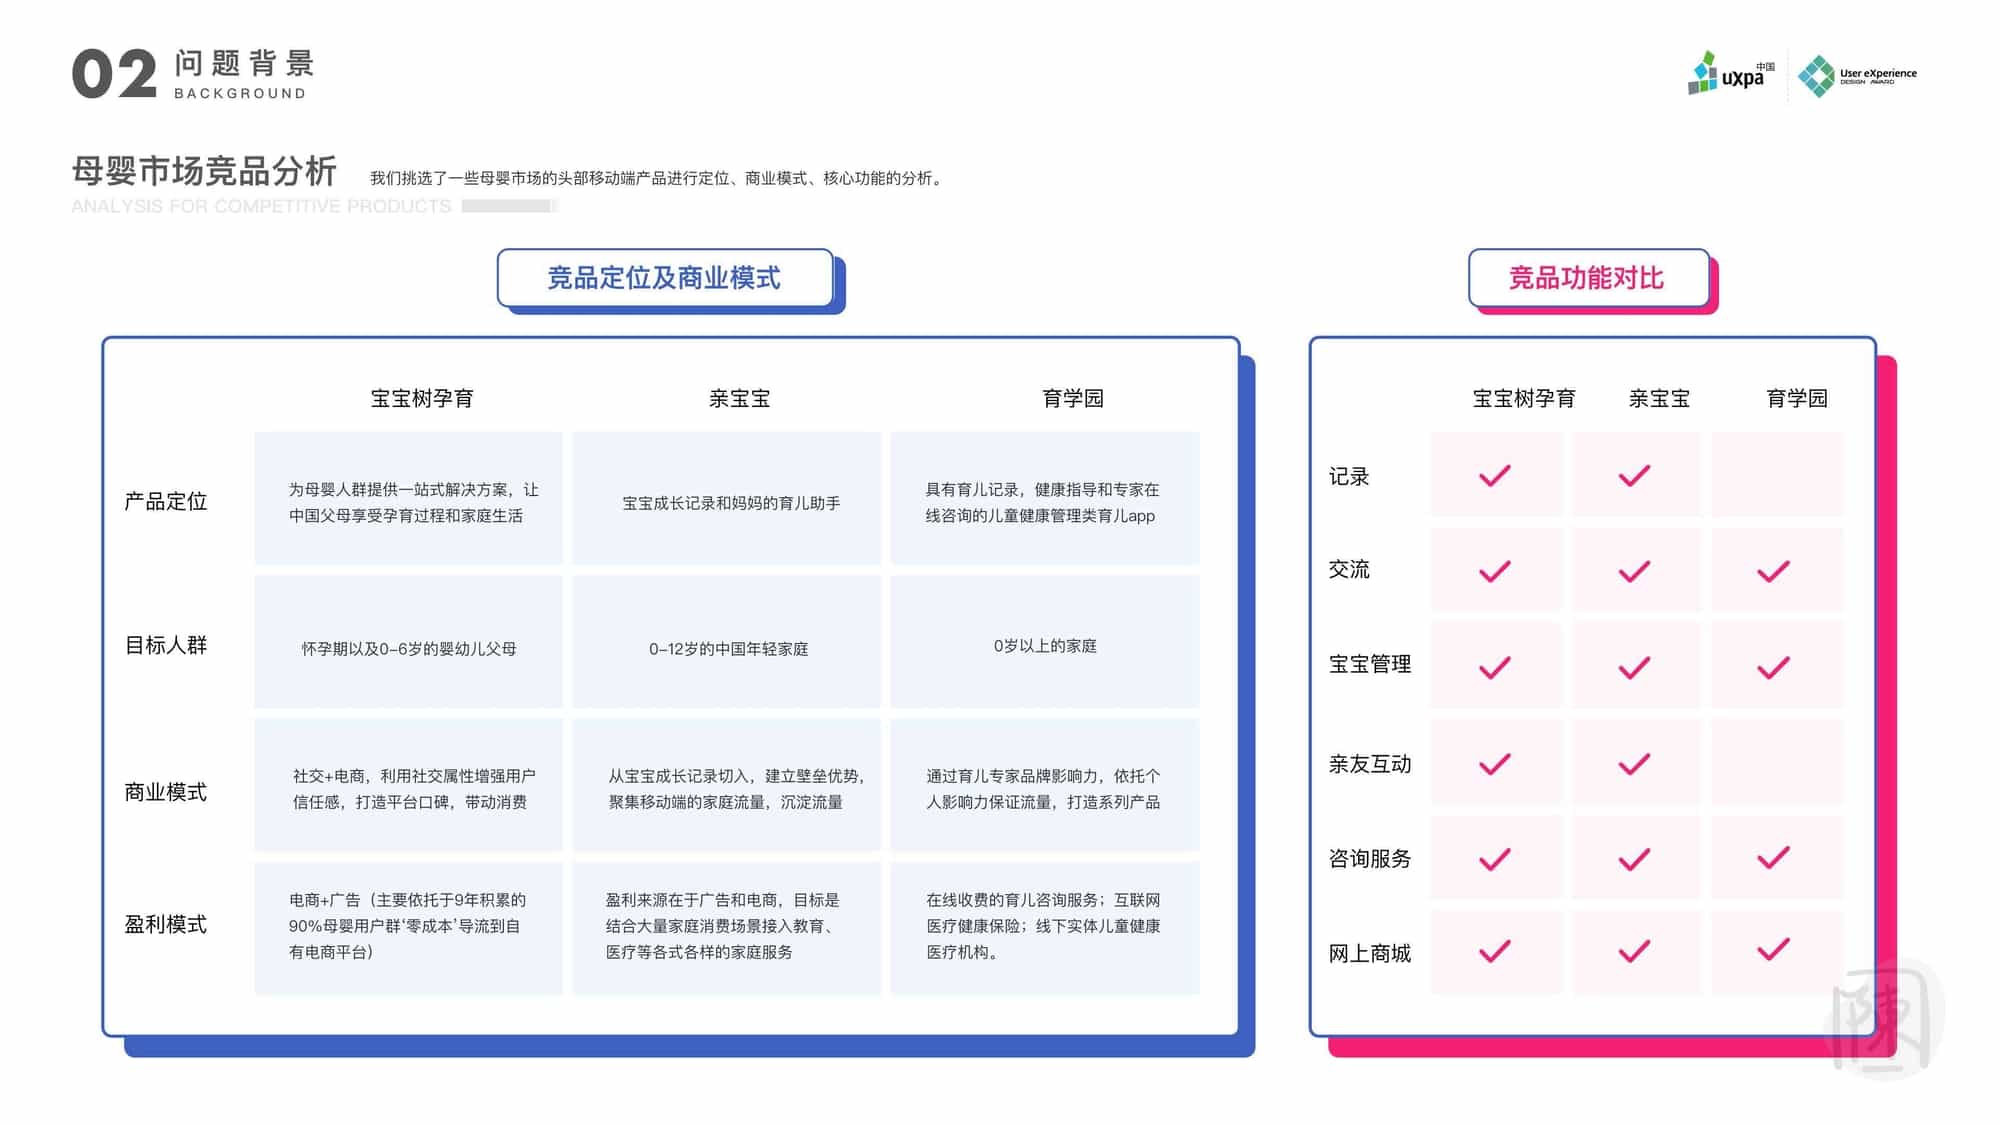 02 问题背景
BACKGROUND
uxpa中国
User eXperience
DESIGN AWARD
母婴市场竞品分析 我们挑选了一些母婴市场的头部移动端产品进行定位、商业模式、核心功能的分析。
ANALYSIS FOR COMPETITIVE PRODUCTS
竞品定位及商业模式
宝宝树孕育 亲宝宝 育学园
产品定位
为母婴人群提供一站式解决方案，让
中国父母享受孕育过程和家庭生活
宝宝成长记录和妈妈的育儿助手
具有育儿记录，健康指导和专家在
线咨询的儿童健康管理类育儿app
目标人群
怀孕期以及0-6岁的婴幼儿父母
0-12岁的中国年轻家庭
0岁以上的家庭
商业模式
社交+电商，利用社交属性增强用户
信任感，打造平台口碑，带动消费
从宝宝成长记录切入，建立壁垒优势，
聚集移动端的家庭流量，沉淀流量
通过育儿专家品牌影响力，依托个
人影响力保证流量，打造系列产品
盈利模式
电商+广告（主要依托于9年积累的
90%母婴用户群‘零成本’导流到自
有电商平台）
盈利来源在于广告和电商，目标是
结合大量家庭消费场景接入教育、
医疗等各式各样的家庭服务
在线收费的育儿咨询服务；互联网
医疗健康保险；线下实体儿童健康
医疗机构。
竞品功能对比
宝宝树孕育 亲宝宝 育学园
记录
交流
宝宝管理
亲友互动
咨询服务
网上商城
陳